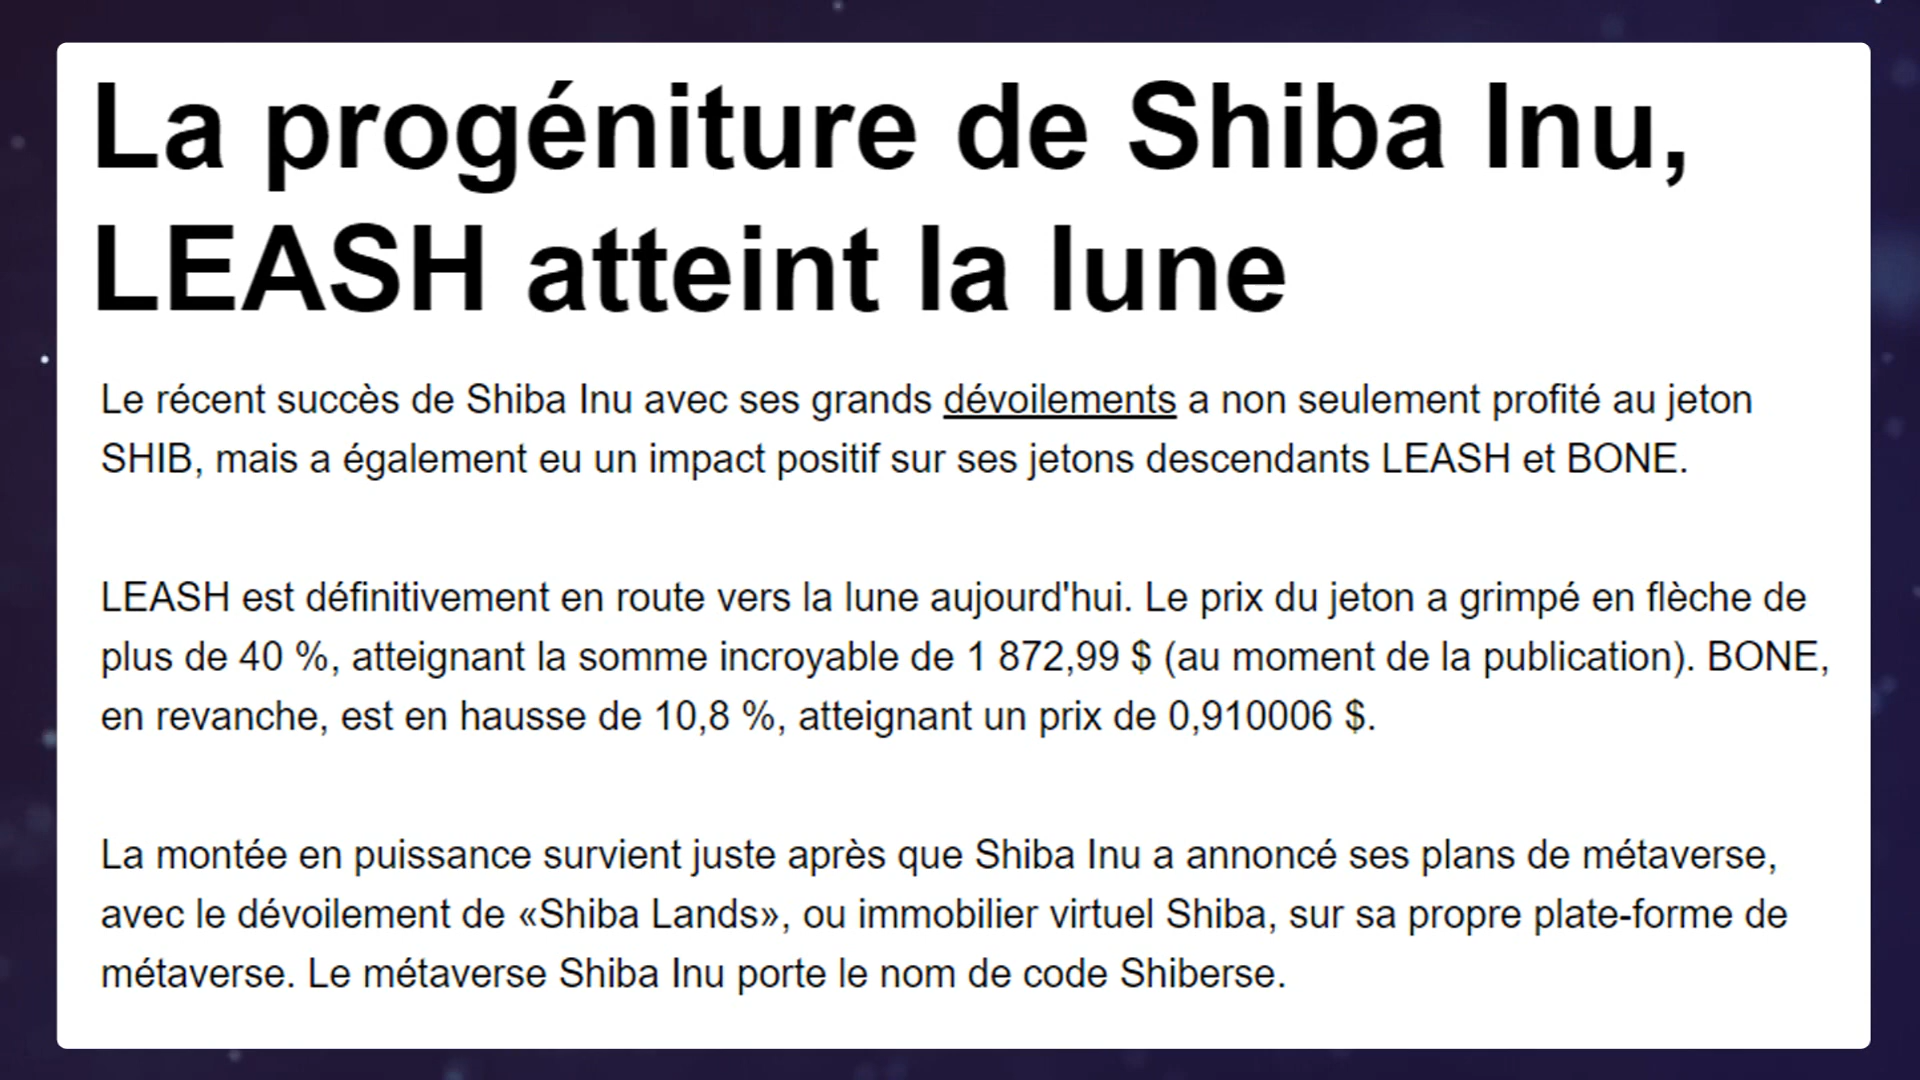 La progéniture de Shiba Inu,
LEASH atteint la lune
Le récent succès de Shiba Inu avec ses grands dévoilements a non seulement profité au jeton
SHIB, mais a également eu un impact positif sur ses jetons descendants LEASH et BONE.
LEASH est définitivement en route vers la lune aujourd'hui. Le prix du jeton a grimpé en flèche de
plus de 40 %, atteignant la somme incroyable de 1 872,99 $ (au moment de la publication). BONE,
en revanche, est en hausse de 10,8 %, atteignant un prix de 0,910006 $.
La montée en puissance survient juste après que Shiba Inu a annoncé ses plans de métaverse,
avec le dévoilement de «Shiba Lands», ou immobilier virtuel Shiba, sur sa propre plate-forme de
métaverse. Le métaverse Shiba Inu porte le nom de code Shiberse.